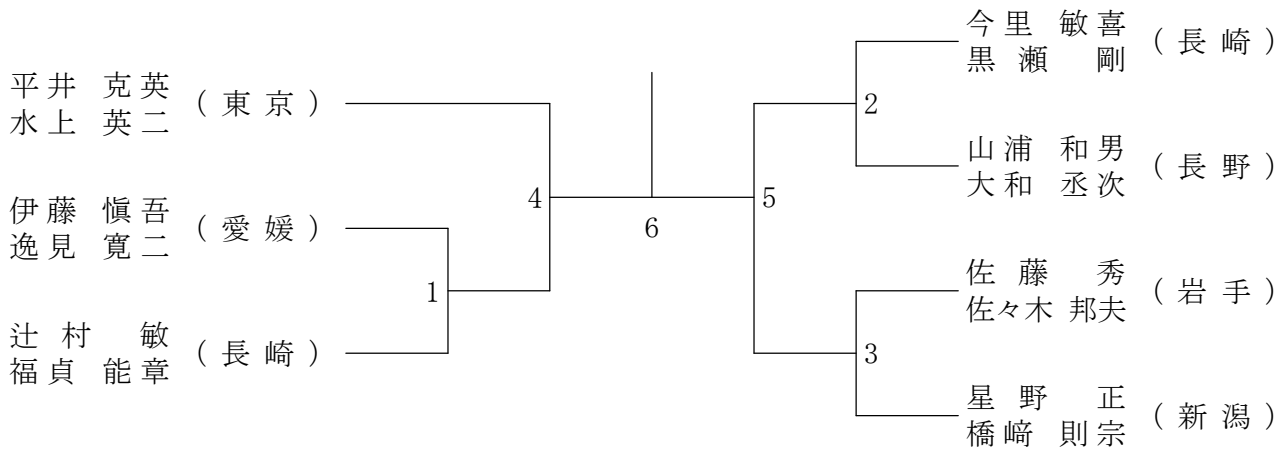 平井 克英
水上 英二
(東京)
伊藤 愼吾
逸見 寛二
(愛媛)
辻村 敏
福貞 能章
(長崎)
1
4
6
5
2
3
今里 敏喜
黒瀬 剛
(長崎)
山浦 和男
大和 丞次
(長野)
佐藤 秀
佐々木 邦夫
(岩手)
星野 正
橋﨑 則宗
(新潟)